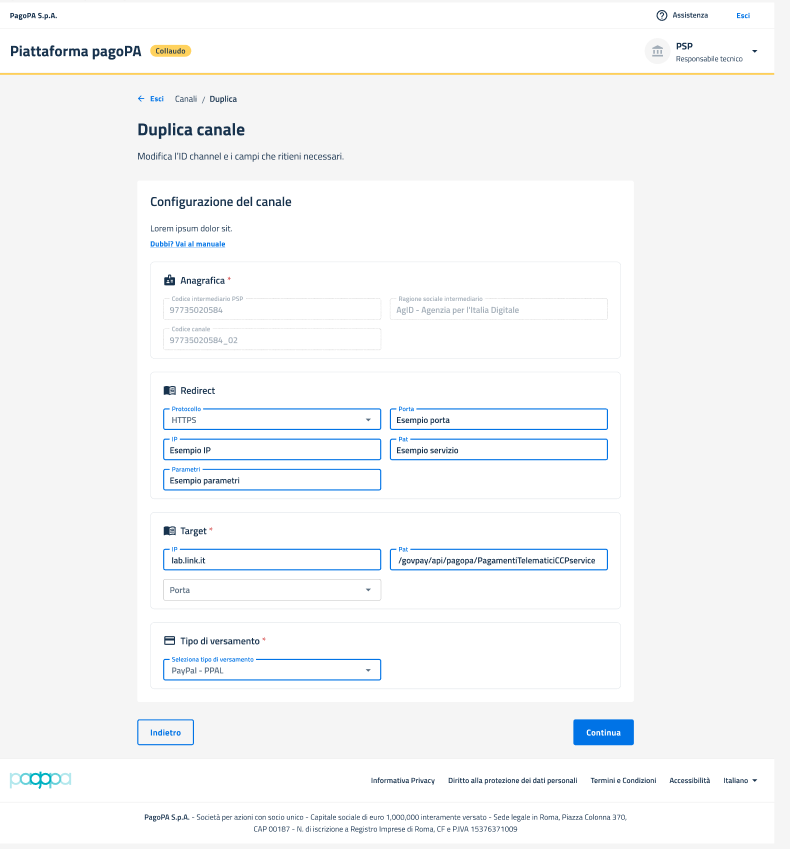 PagoPA S.p.A.
Assistenza
Esci
Piattaforma pagoPA
Collaudo
PSP
Responsabile tecnico
Esci
Canali / Duplica
Duplica canale
Modifica l'ID channel e i campi che ritieni necessari.
Configurazione del canale
Lorem ipsum dolor sit.
Dubbi? Vai al manuale
Anagrafica *
Codice intermediario PSP
97735020584
Ragione sociale intermediario
AgID - Agenzia per l'Italia Digitale
Codice canale
97735020584_02
Redirect
Protocollo
HTTPS
Porta
Esempio porta
IP
Esempio IP
Pat
Esempio servizio
Parametri
Esempio parametri
Target *
IP
lab.link.it
Pat
/govpay/api/pagopa/PagamentiTelematiciCCPservice
Porta
Tipo di versamento *
Seleziona tipo di versamento
PayPal - PPAL
Indietro
Continua
pagopa
Informativa Privacy
Diritto alla protezione dei dati personali
Termini e Condizioni
Accessibilità
Italiano
PagoPA S.p.A. - Società per azioni con socio unico - Capitale sociale di euro 1,000,000 interamente versato - Sede legale in Roma, Piazza Colonna 370,
CAP 00187 - N. di iscrizione a Registro Imprese di Roma, CF e P.IVA 15376371009